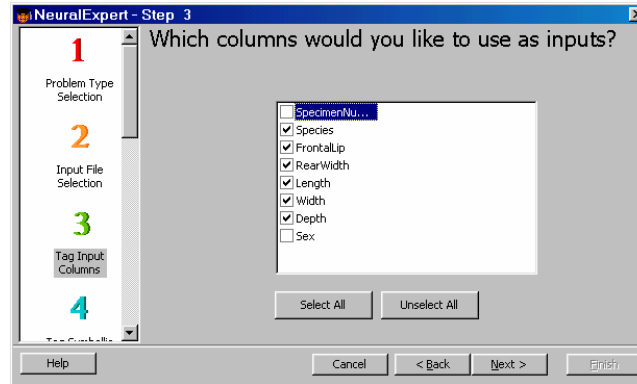 NeuralExpert - Step 3
Which columns would you like to use as inputs?
1
Problem Type
Selection
2
Input File
Selection
3
Tag Input
Columns
4
SpecimenNu...
Species
FrontalLip
RearWidth
Length
Width
Depth
Sex
Select All
Unselect All
Help
Cancel
< Back
Next >
Finish